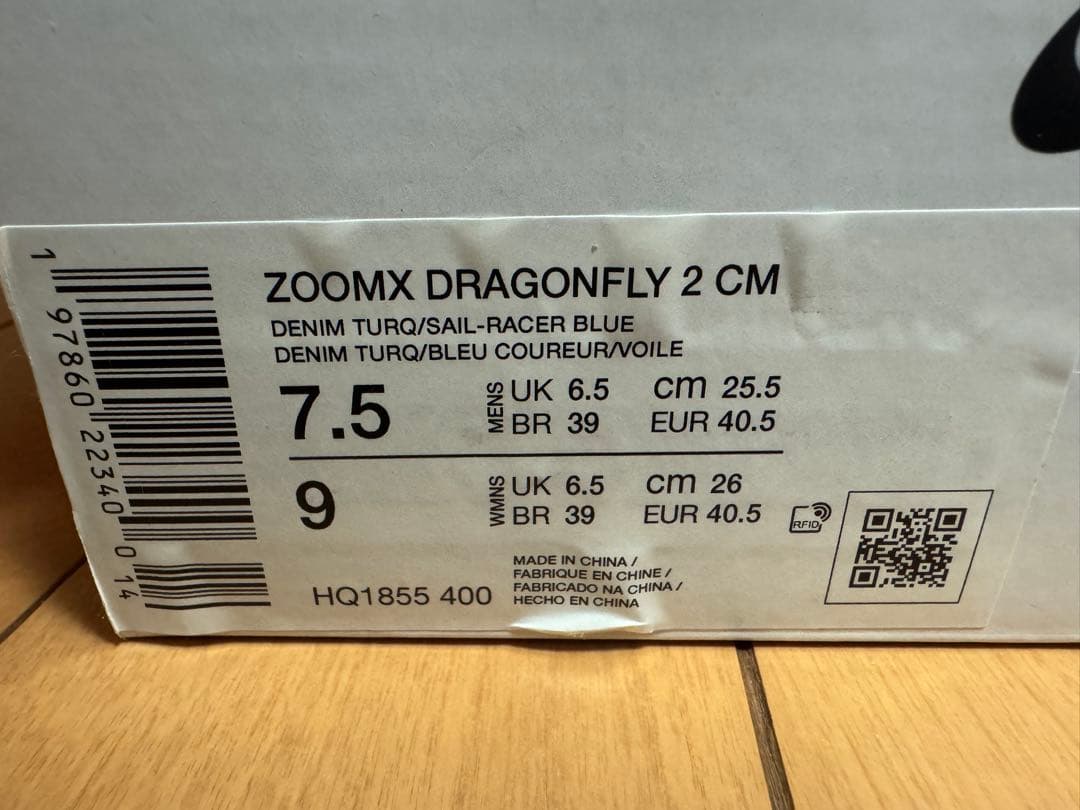 ZOOMX DRAGONFLY 2 CM
DENIM TURQ/SAIL-RACER BLUE
DENIM TURQ/BLEU COUREUR/VOILE
7.5 MENS UK 6.5 cm 25.5
BR 39 EUR 40.5
9 WMNS UK 6.5 cm 26
BR 39 EUR 40.5
RFID
MADE IN CHINA /
FABRIQUE EN CHINE /
FABRICADO NA CHINA /
HECHO EN CHINA
HQ1855 400
1 97860 22340 0 14